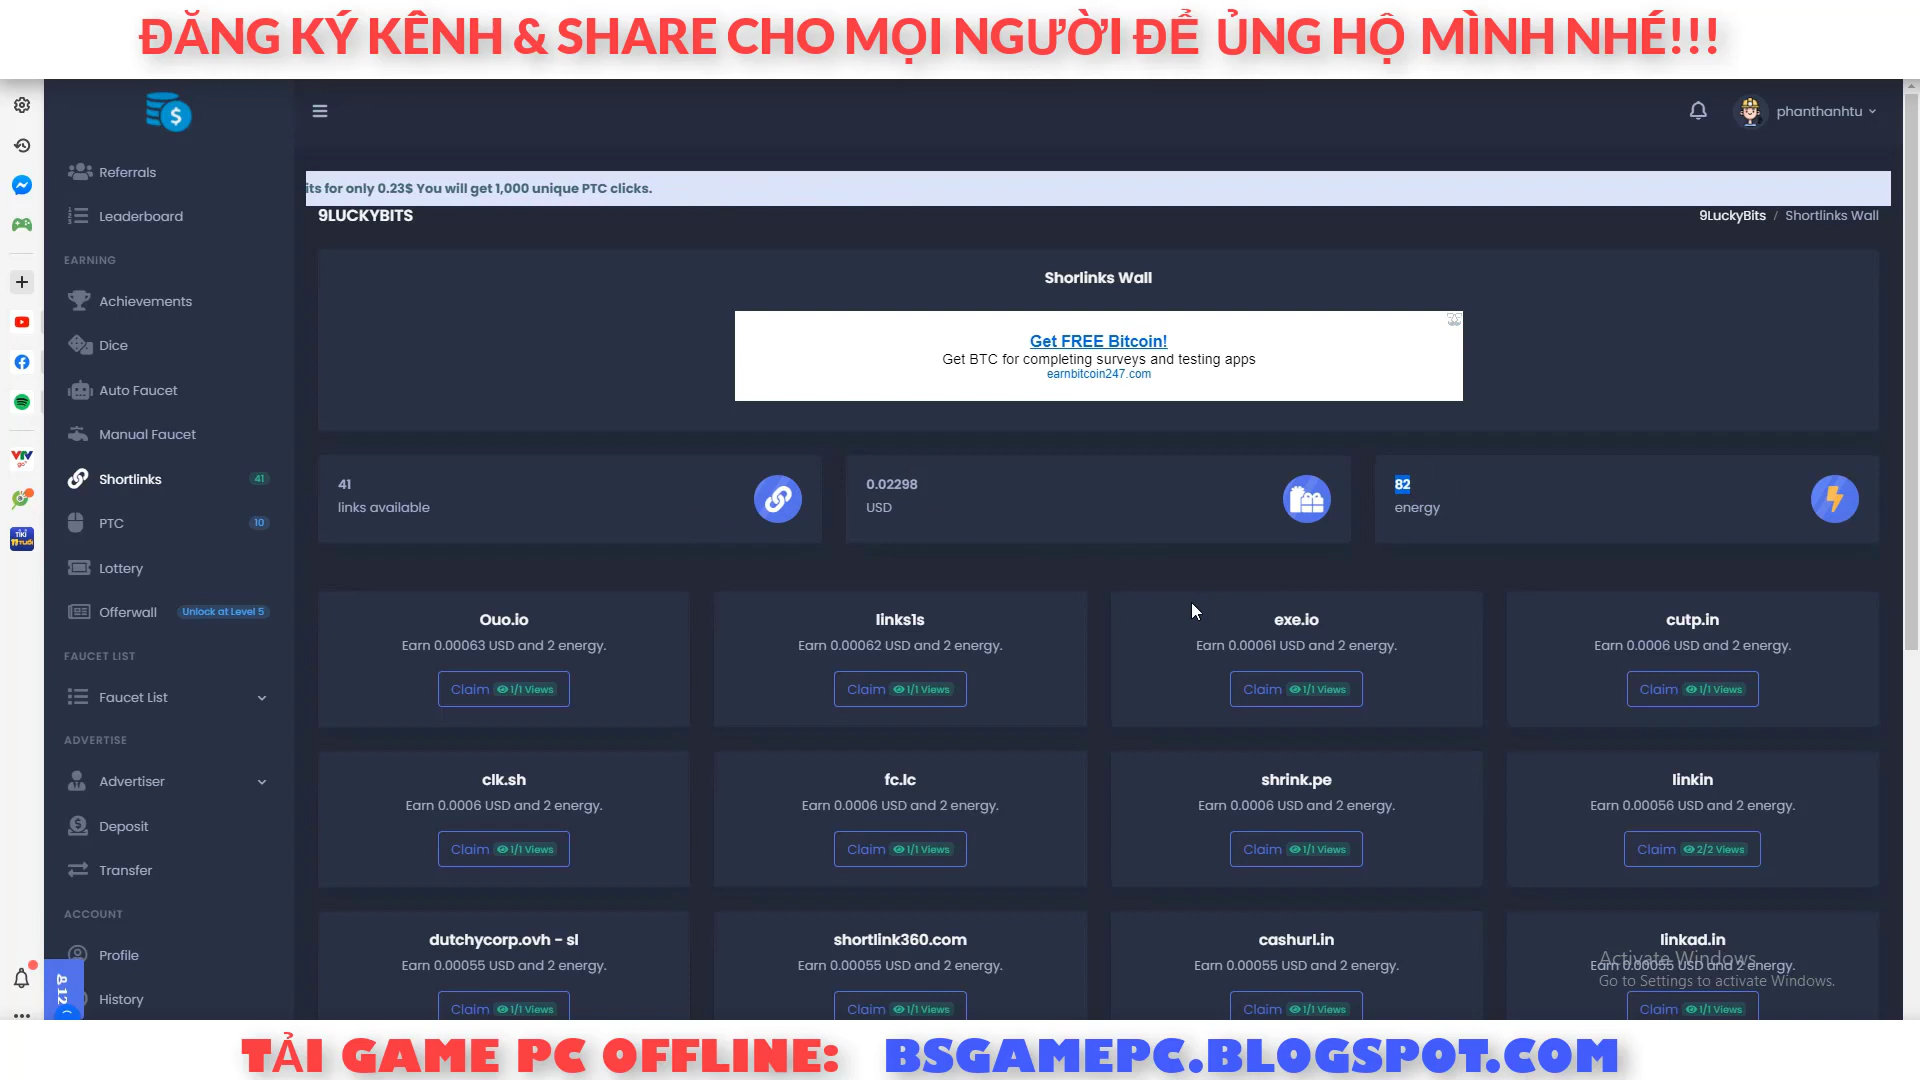 ĐĂNG KÝ KÊNH & SHARE CHO MỌI NGƯỜI ĐỂ ỦNG HỘ MÌNH NHÉ!!!
phanthanhtu
Referrals
Leaderboard
EARNING
Achievements
Dice
Auto Faucet
Manual Faucet
Shortlinks 41
PTC 10
Lottery
Offerwall Unlock at Level 5
FAUCET LIST
Faucet List
ADVERTISE
Advertiser
Deposit
Transfer
ACCOUNT
Profile
History
its for only 0.23$ You will get 1,000 unique PTC clicks.
9LUCKYBITS
9LuckyBits / Shortlinks Wall
Shorlinks Wall
Get FREE Bitcoin!
Get BTC for completing surveys and testing apps
earnbitcoin247.com
41
links available
0.02298
USD
82
energy
Ouo.io
Earn 0.00063 USD and 2 energy.
Claim 1/1 Views
links1s
Earn 0.00062 USD and 2 energy.
Claim 1/1 Views
exe.io
Earn 0.00061 USD and 2 energy.
Claim 1/1 Views
cutp.in
Earn 0.0006 USD and 2 energy.
Claim 1/1 Views
clk.sh
Earn 0.0006 USD and 2 energy.
Claim 1/1 Views
fc.lc
Earn 0.0006 USD and 2 energy.
Claim 1/1 Views
shrink.pe
Earn 0.0006 USD and 2 energy.
Claim 1/1 Views
linkin
Earn 0.00056 USD and 2 energy.
Claim 2/2 Views
dutchycorp.ovh - sl
Earn 0.00055 USD and 2 energy.
Claim 1/1 Views
shortlink360.com
Earn 0.00055 USD and 2 energy.
Claim 1/1 Views
cashurl.in
Earn 0.00055 USD and 2 energy.
Claim 1/1 Views
linkad.in
Earn 0.00055 USD and 2 energy.
Claim 1/1 Views
Activate Windows
Go to Settings to activate Windows.
TẢI GAME PC OFFLINE: BSGAMEPC.BLOGSPOT.COM